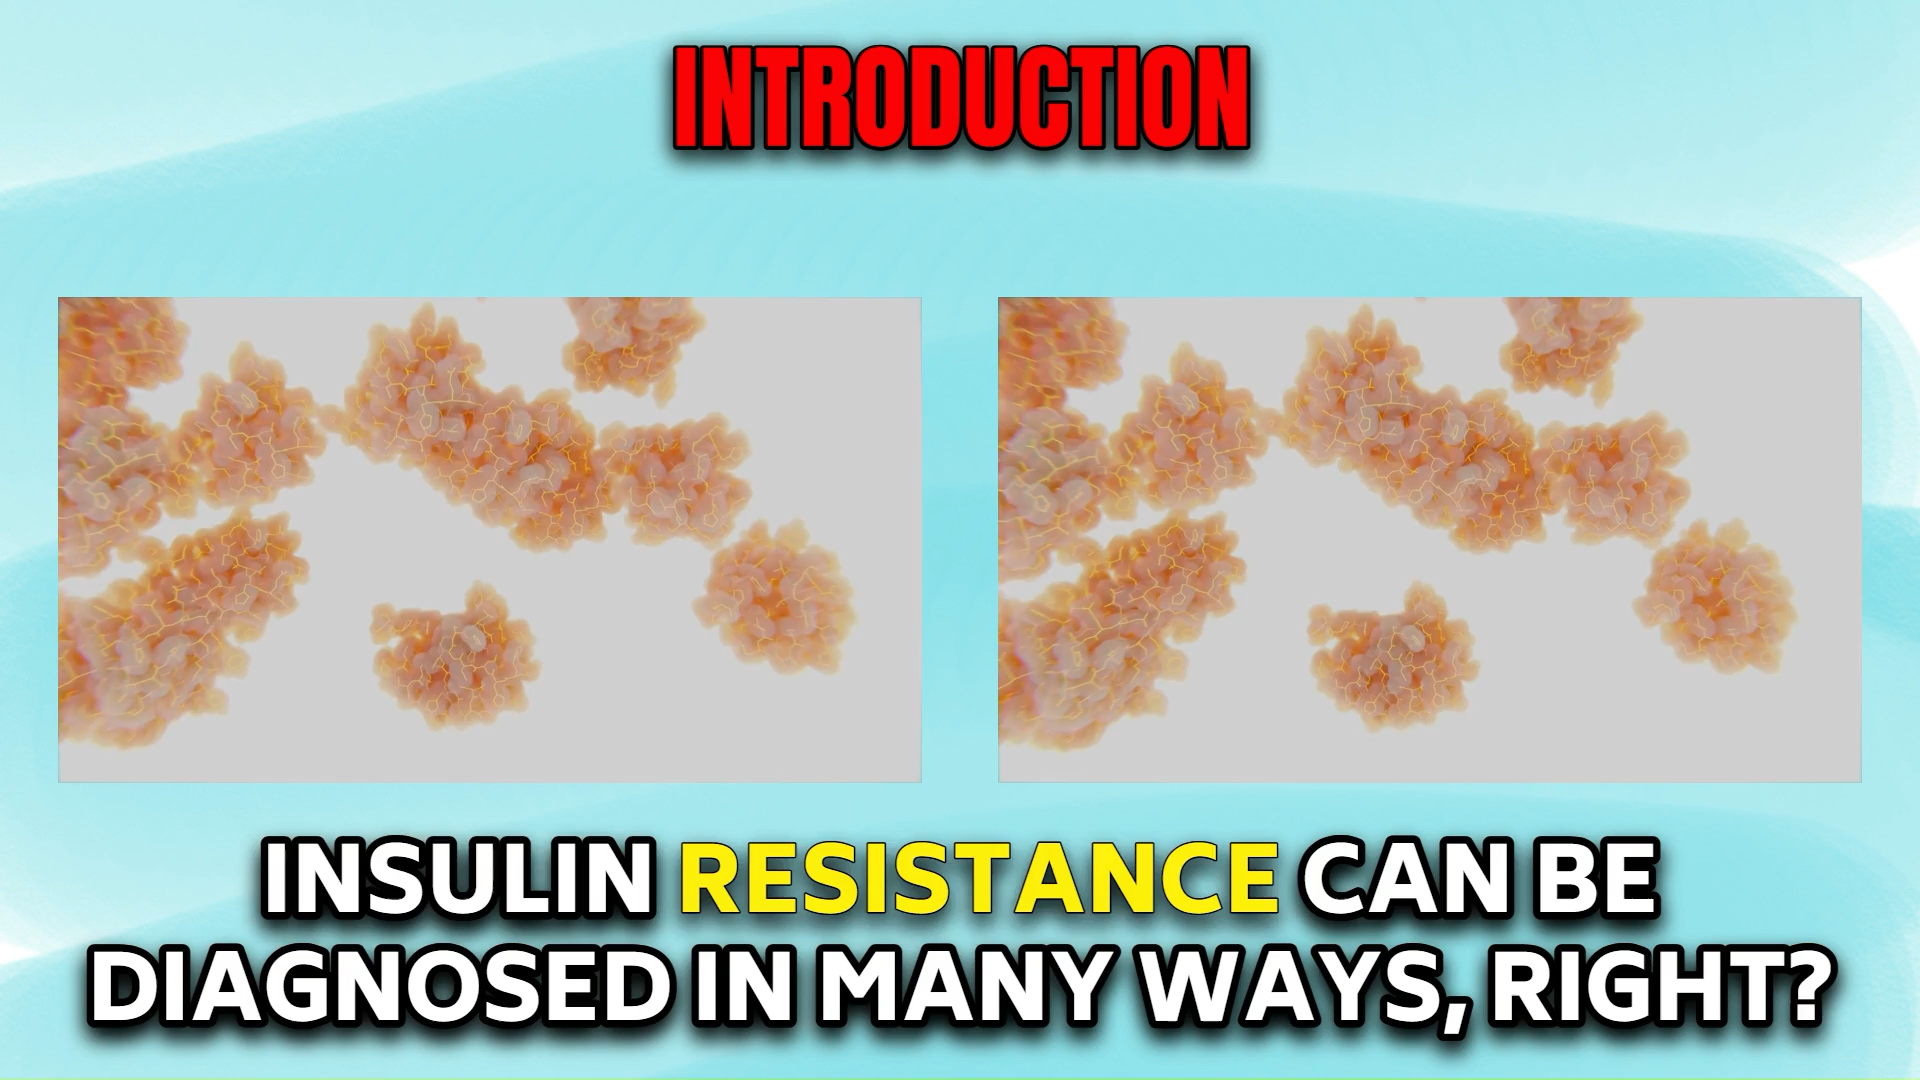 INTRODUCTION
INSULIN RESISTANCE CAN BE
DIAGNOSED IN MANY WAYS, RIGHT?